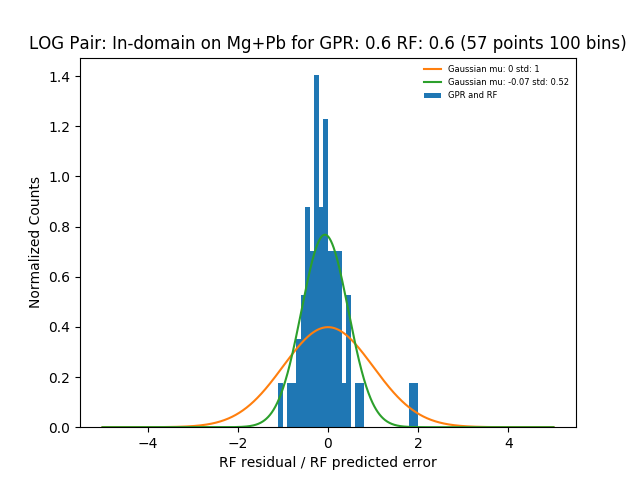 LOG Pair: In-domain on Mg+Pb for GPR: 0.6 RF: 0.6 (57 points 100 bins)
Gaussian mu: 0 std: 1
Gaussian mu: -0.07 std: 0.52
GPR and RF
Normalized Counts
1.4
1.2
1.0
0.8
0.6
0.4
0.2
0.0
−4 −2 0 2 4
RF residual / RF predicted error